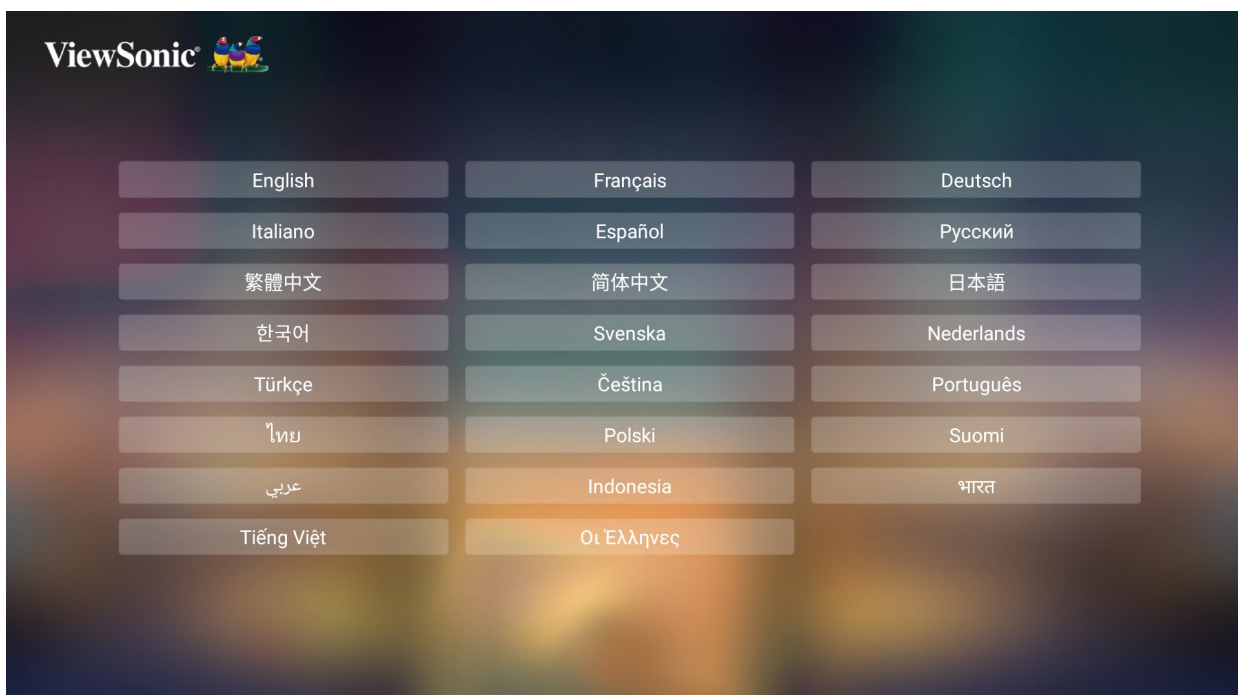 ViewSonic®
English
Français
Deutsch
Italiano
Español
Русский
繁體中文
简体中文
日本語
한국어
Svenska
Nederlands
Türkçe
Čeština
Português
ไทย
Polski
Suomi
عربي
Indonesia
भारत
Tiếng Việt
Οι Έλληνες